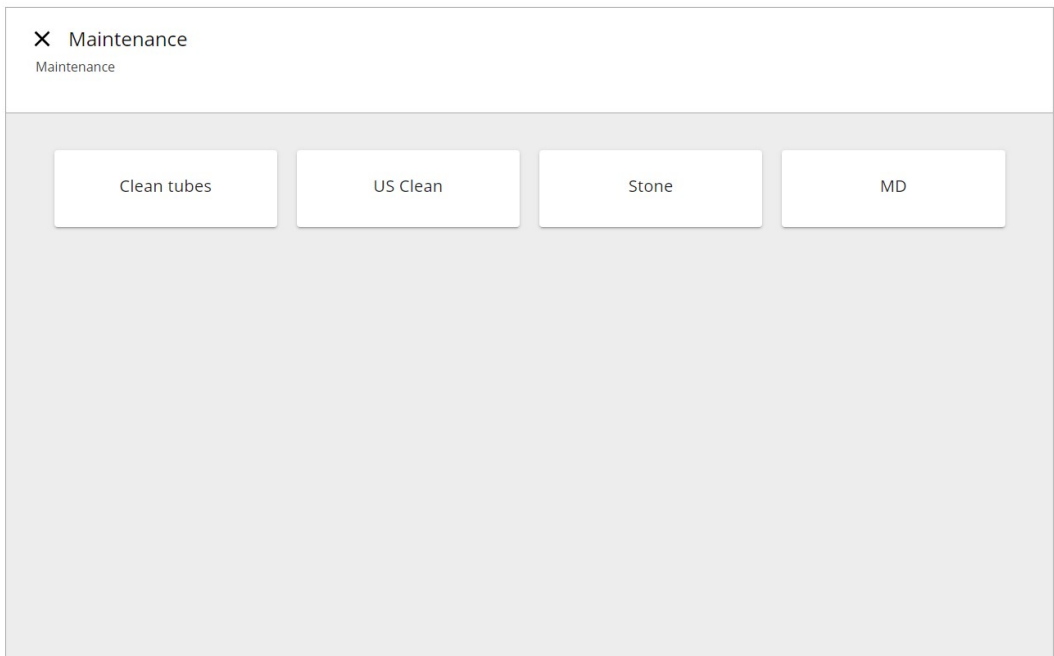 Maintenance
Maintenance
Clean tubes
US Clean
Stone
MD